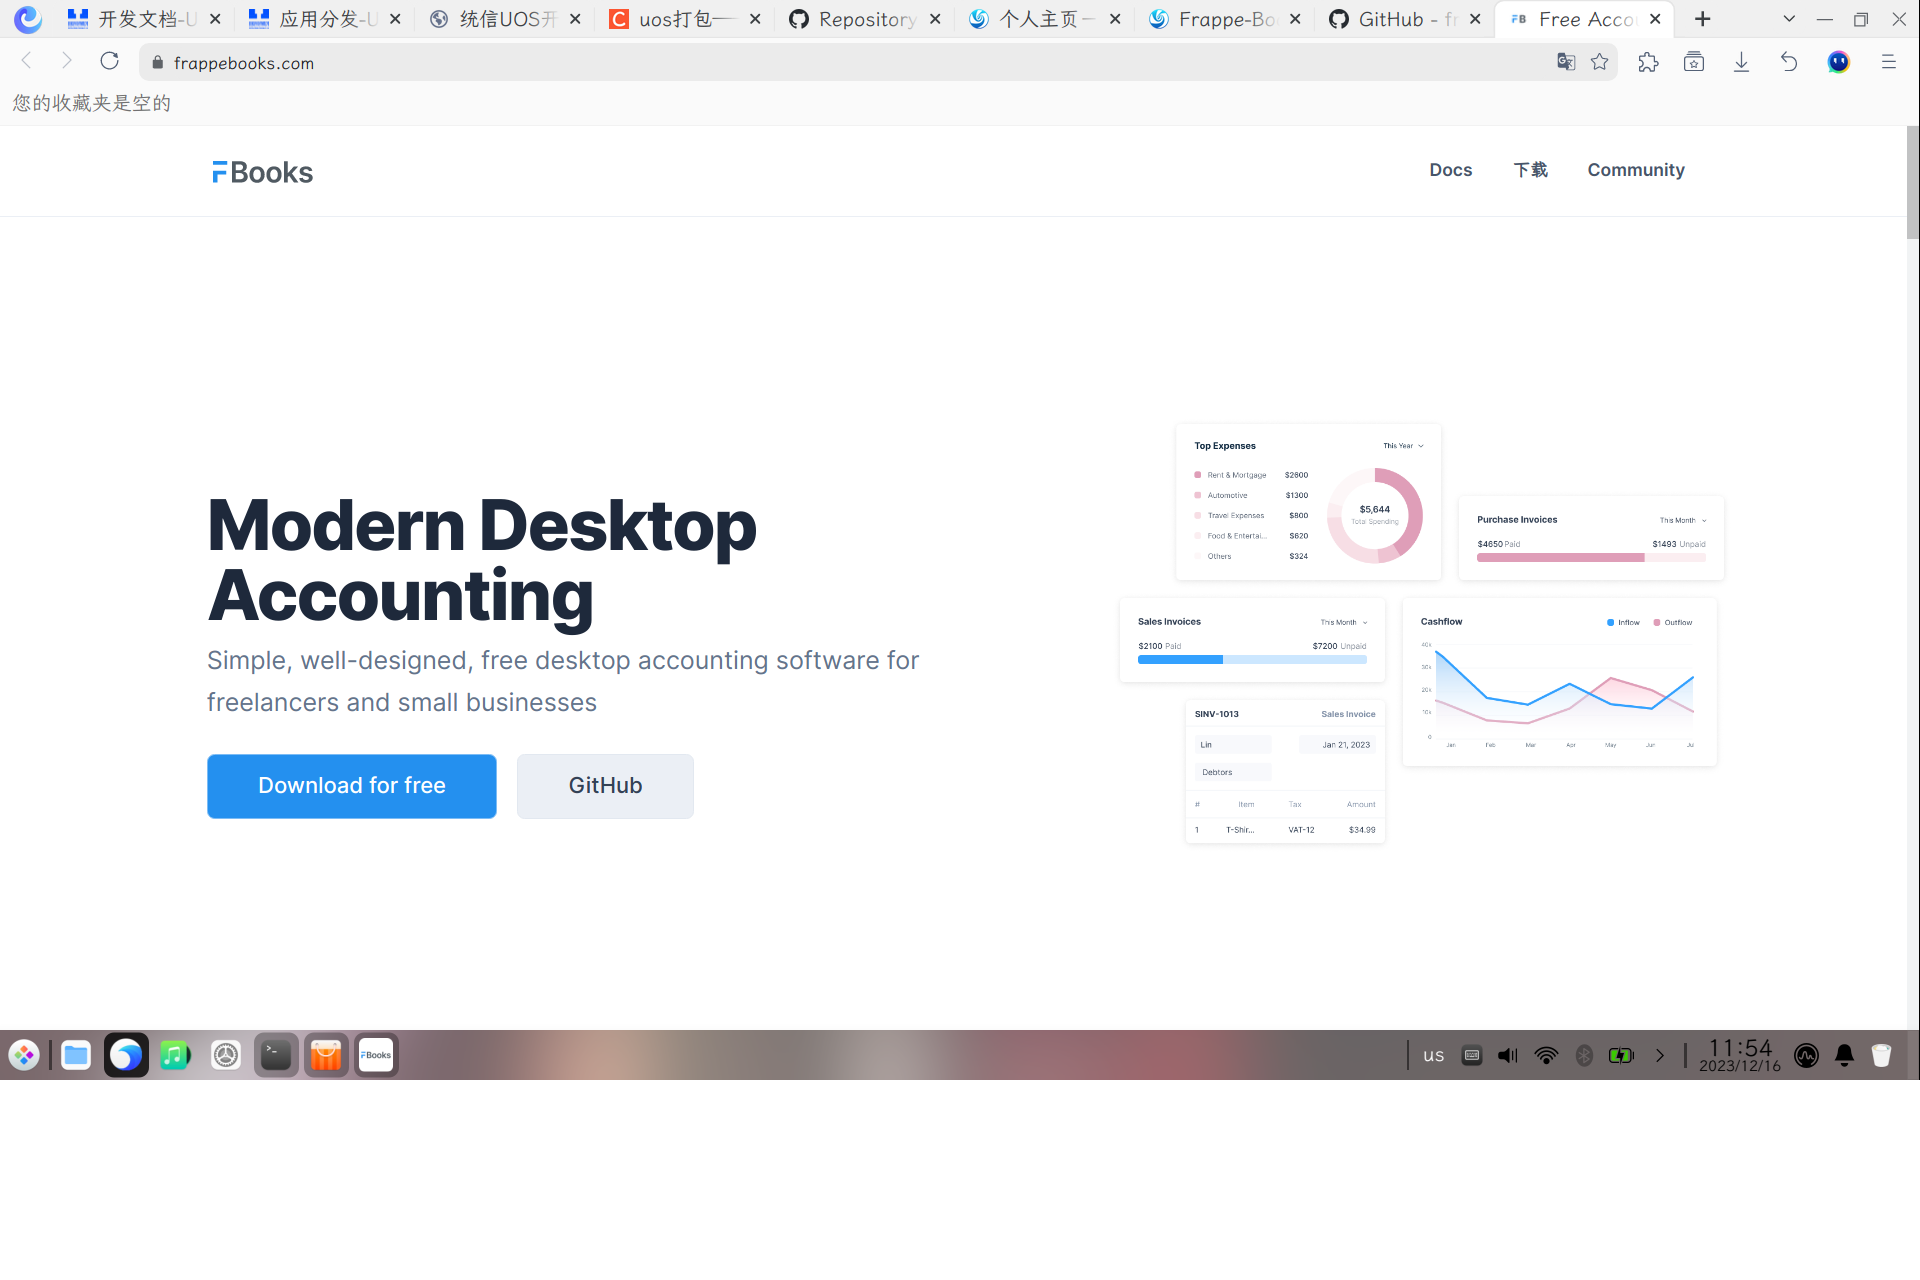 开发文档-U
应用分发-U
统信UOS开
uos打包一
Repository
个人主页 –
Frappe-Bo
GitHub - fr
Free Acco
frappebooks.com
您的收藏夹是空的
FBooks
Docs
下载
Community
Modern Desktop
Accounting
Simple, well-designed, free desktop accounting software for
freelancers and small businesses
Download for free
GitHub
Top Expenses
This Year
Rent & Mortgage $2600
Automotive $1300
Travel Expenses $800
Food & Entertai... $620
Others $324
$5,644
Total Spending
Purchase Invoices
This Month
$4650 Paid
$1493 Unpaid
Sales Invoices
This Month
$2100 Paid
$7200 Unpaid
Cashflow
Inflow
Outflow
40k
30k
20k
10k
0
Jan Feb Mar Apr May Jun Jul
SINV-1013
Sales Invoice
Lin
Jan 21, 2023
Debtors
# Item Tax Amount
1 T-Shir... VAT-12 $34.99
FBooks
us
11:54
2023/12/16